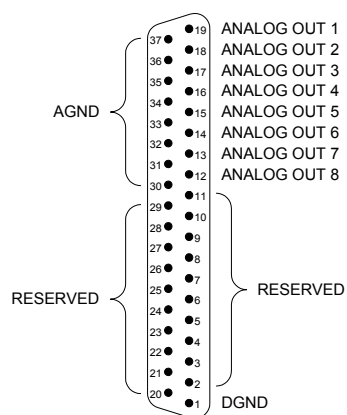 19 ANALOG OUT 1
37
18 ANALOG OUT 2
36
17 ANALOG OUT 3
35
16 ANALOG OUT 4
34
AGND
15 ANALOG OUT 5
33
14 ANALOG OUT 6
32
13 ANALOG OUT 7
31
12 ANALOG OUT 8
30
11
29
10
28
9
27
8
26
7
25
RESERVED
6
RESERVED
24
5
23
4
22
3
21
2
20
1 DGND